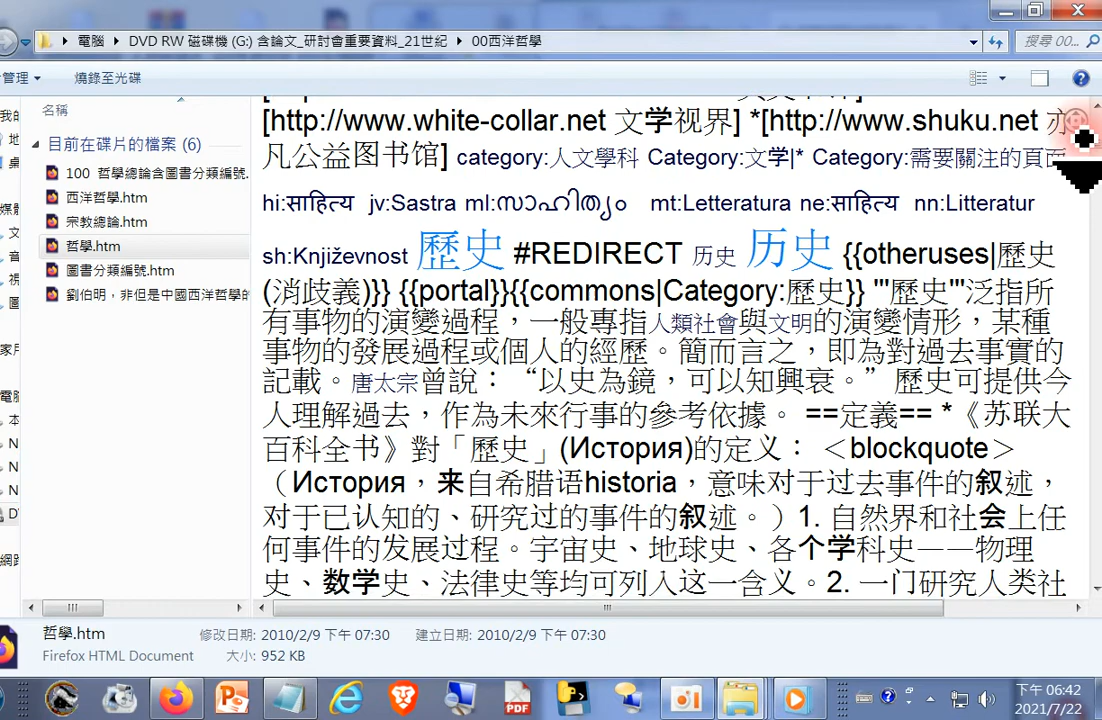 電腦 ▸ DVD RW 磁碟機 (G:) 含論文_研討會重要資料_21世紀 ▸ 00西洋哲學
搜尋 00...
管理 燒錄至光碟
名稱
目前在碟片的檔案 (6)
100 哲學總論含圖書分類編號.
西洋哲學.htm
宗教總論.htm
哲學.htm
圖書分類編號.htm
劉伯明，非但是中國西洋哲學的
[http://www.white-collar.net 文学视界] *[http://www.shuku.net 亦
凡公益图书馆] category:人文學科 Category:文学|* Category:需要關注的頁面
hi:साहित्य jv:Sastra ml:സാഹിത്യം mt:Letteratura ne:साहित्य nn:Litteratur
sh:Književnost 歷史 #REDIRECT 历史 历史 {{otheruses|歷史
(消歧義)}} {{portal}}{{commons|Category:歷史}} '''歷史'''泛指所
有事物的演變過程，一般專指人類社會與文明的演變情形，某種
事物的發展過程或個人的經歷。簡而言之，即為對過去事實的
記載。唐太宗曾說：“以史為鏡，可以知興衰。” 歷史可提供今
人理解過去，作為未來行事的參考依據。 ==定義== *《苏联大
百科全书》對「歷史」(История)的定义： ＜blockquote＞
（История，来自希腊语historia，意味对于过去事件的叙述，
对于已认知的、研究过的事件的叙述。）1. 自然界和社会上任
何事件的发展过程。宇宙史、地球史、各个学科史——物理
史、数学史、法律史等均可列入这一含义。2. 一门研究人类社
哲學.htm 修改日期: 2010/2/9 下午 07:30 建立日期: 2010/2/9 下午 07:30
Firefox HTML Document 大小: 952 KB
下午 06:42
2021/7/22